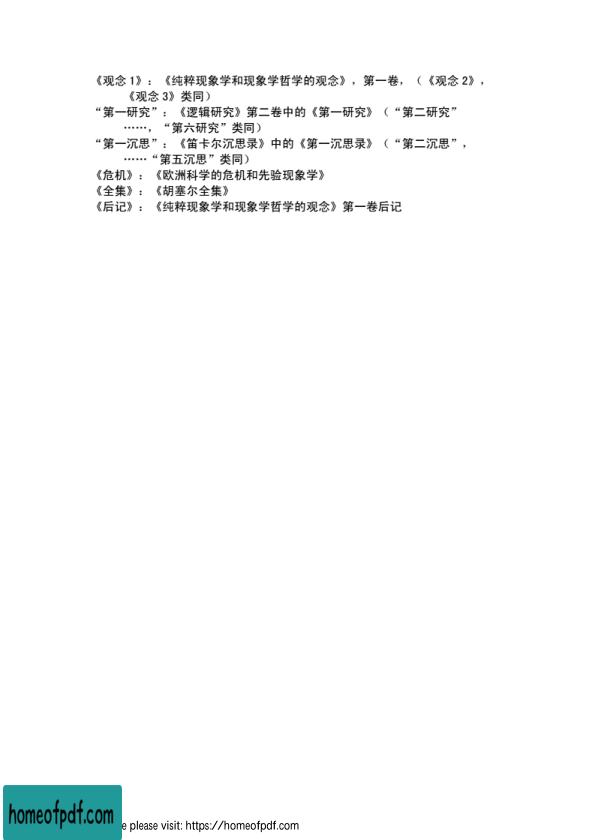 《观念1》：《纯粹现象学和现象学哲学的观念》，第一卷，（《观念2》，
《观念3》类同）
“第一研究”：《逻辑研究》第二卷中的《第一研究》（“第二研究”
……，“第六研究”类同）
“第一沉思”：《笛卡尔沉思录》中的《第一沉思录》（“第二沉思”，
……“第五沉思”类同）
《危机》：《欧洲科学的危机和先验现象学》
《全集》：《胡塞尔全集》
《后记》：《纯粹现象学和现象学哲学的观念》第一卷后记
homeofpdf.com
please visit: https://homeofpdf.com